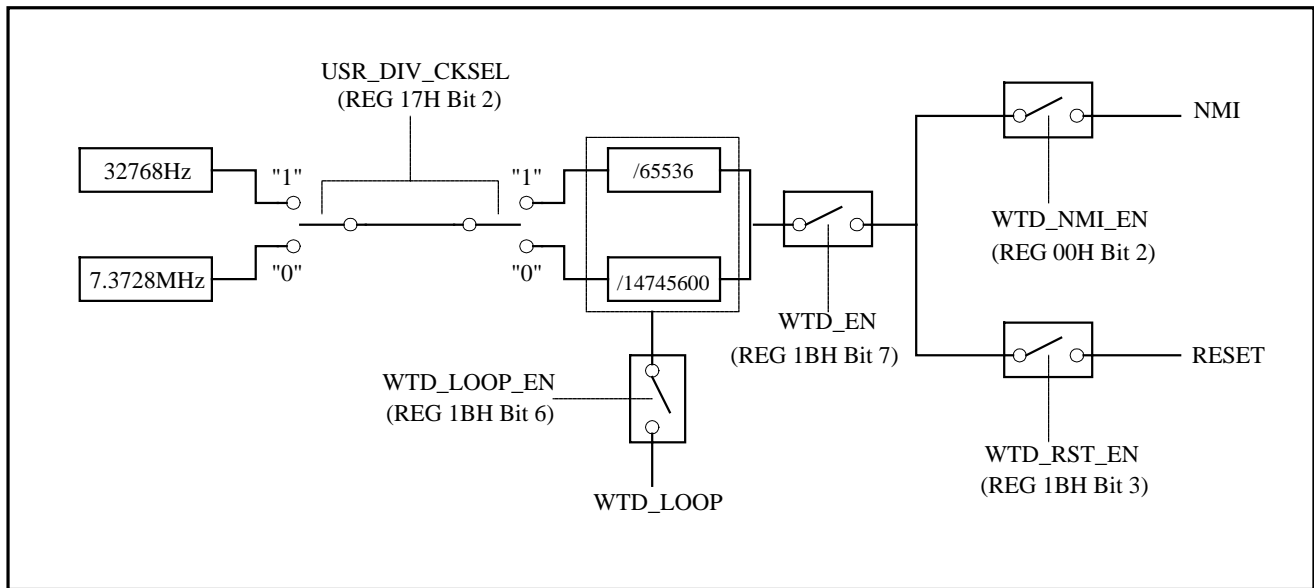 USR_DIV_CKSEL
(REG 17H Bit 2)
32768Hz
"1"
"1"
/65536
7.3728MHz
"0"
"0"
/14745600
NMI
WTD_NMI_EN
(REG 00H Bit 2)
WTD_EN
(REG 1BH Bit 7)
RESET
WTD_LOOP_EN
(REG 1BH Bit 6)
WTD_RST_EN
(REG 1BH Bit 3)
WTD_LOOP